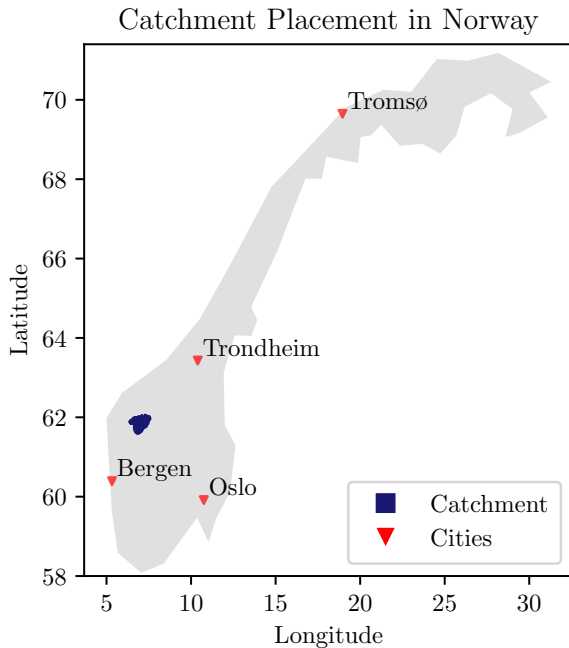 Catchment Placement in Norway
Latitude
70
68
66
64
62
60
58
Tromsø
Trondheim
Bergen
Oslo
Catchment
Cities
5 10 15 20 25 30
Longitude